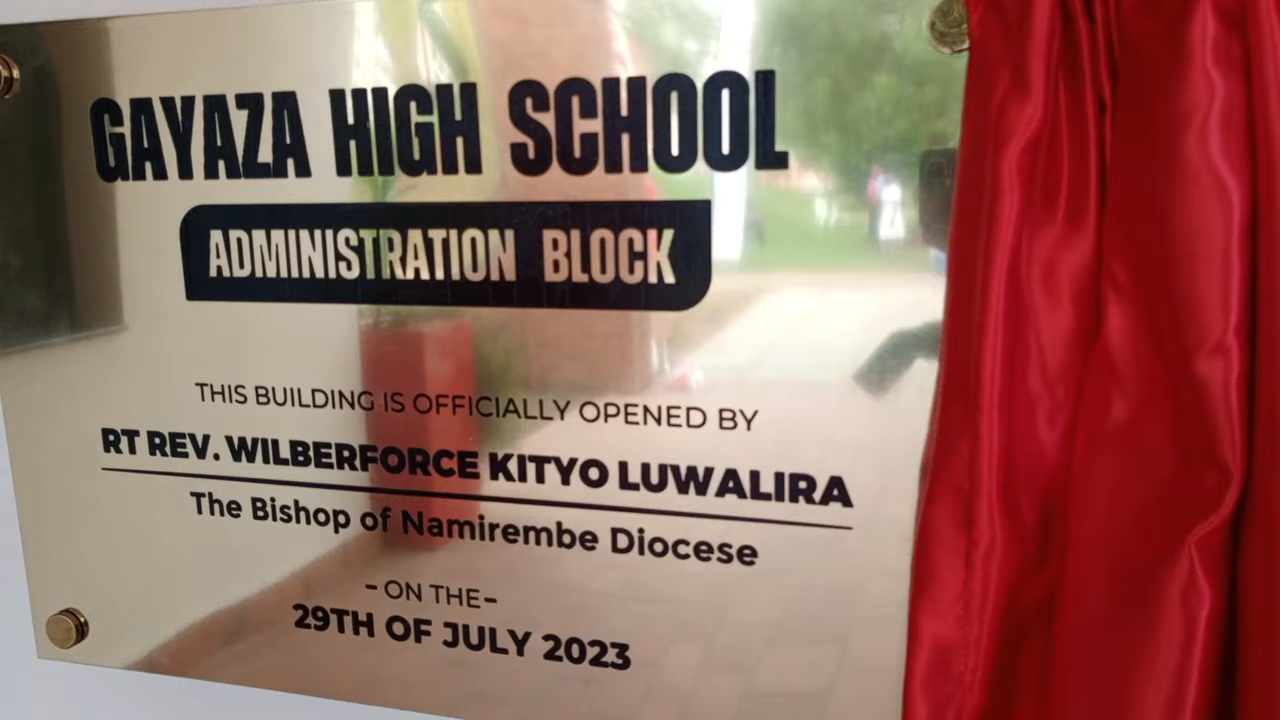 GAYAZA HIGH SCHOOL
ADMINISTRATION BLOCK
THIS BUILDING IS OFFICIALLY OPENED BY
RT REV. WILBERFORCE KITYO LUWALIRA
The Bishop of Namirembe Diocese
- ON THE -
29TH OF JULY 2023